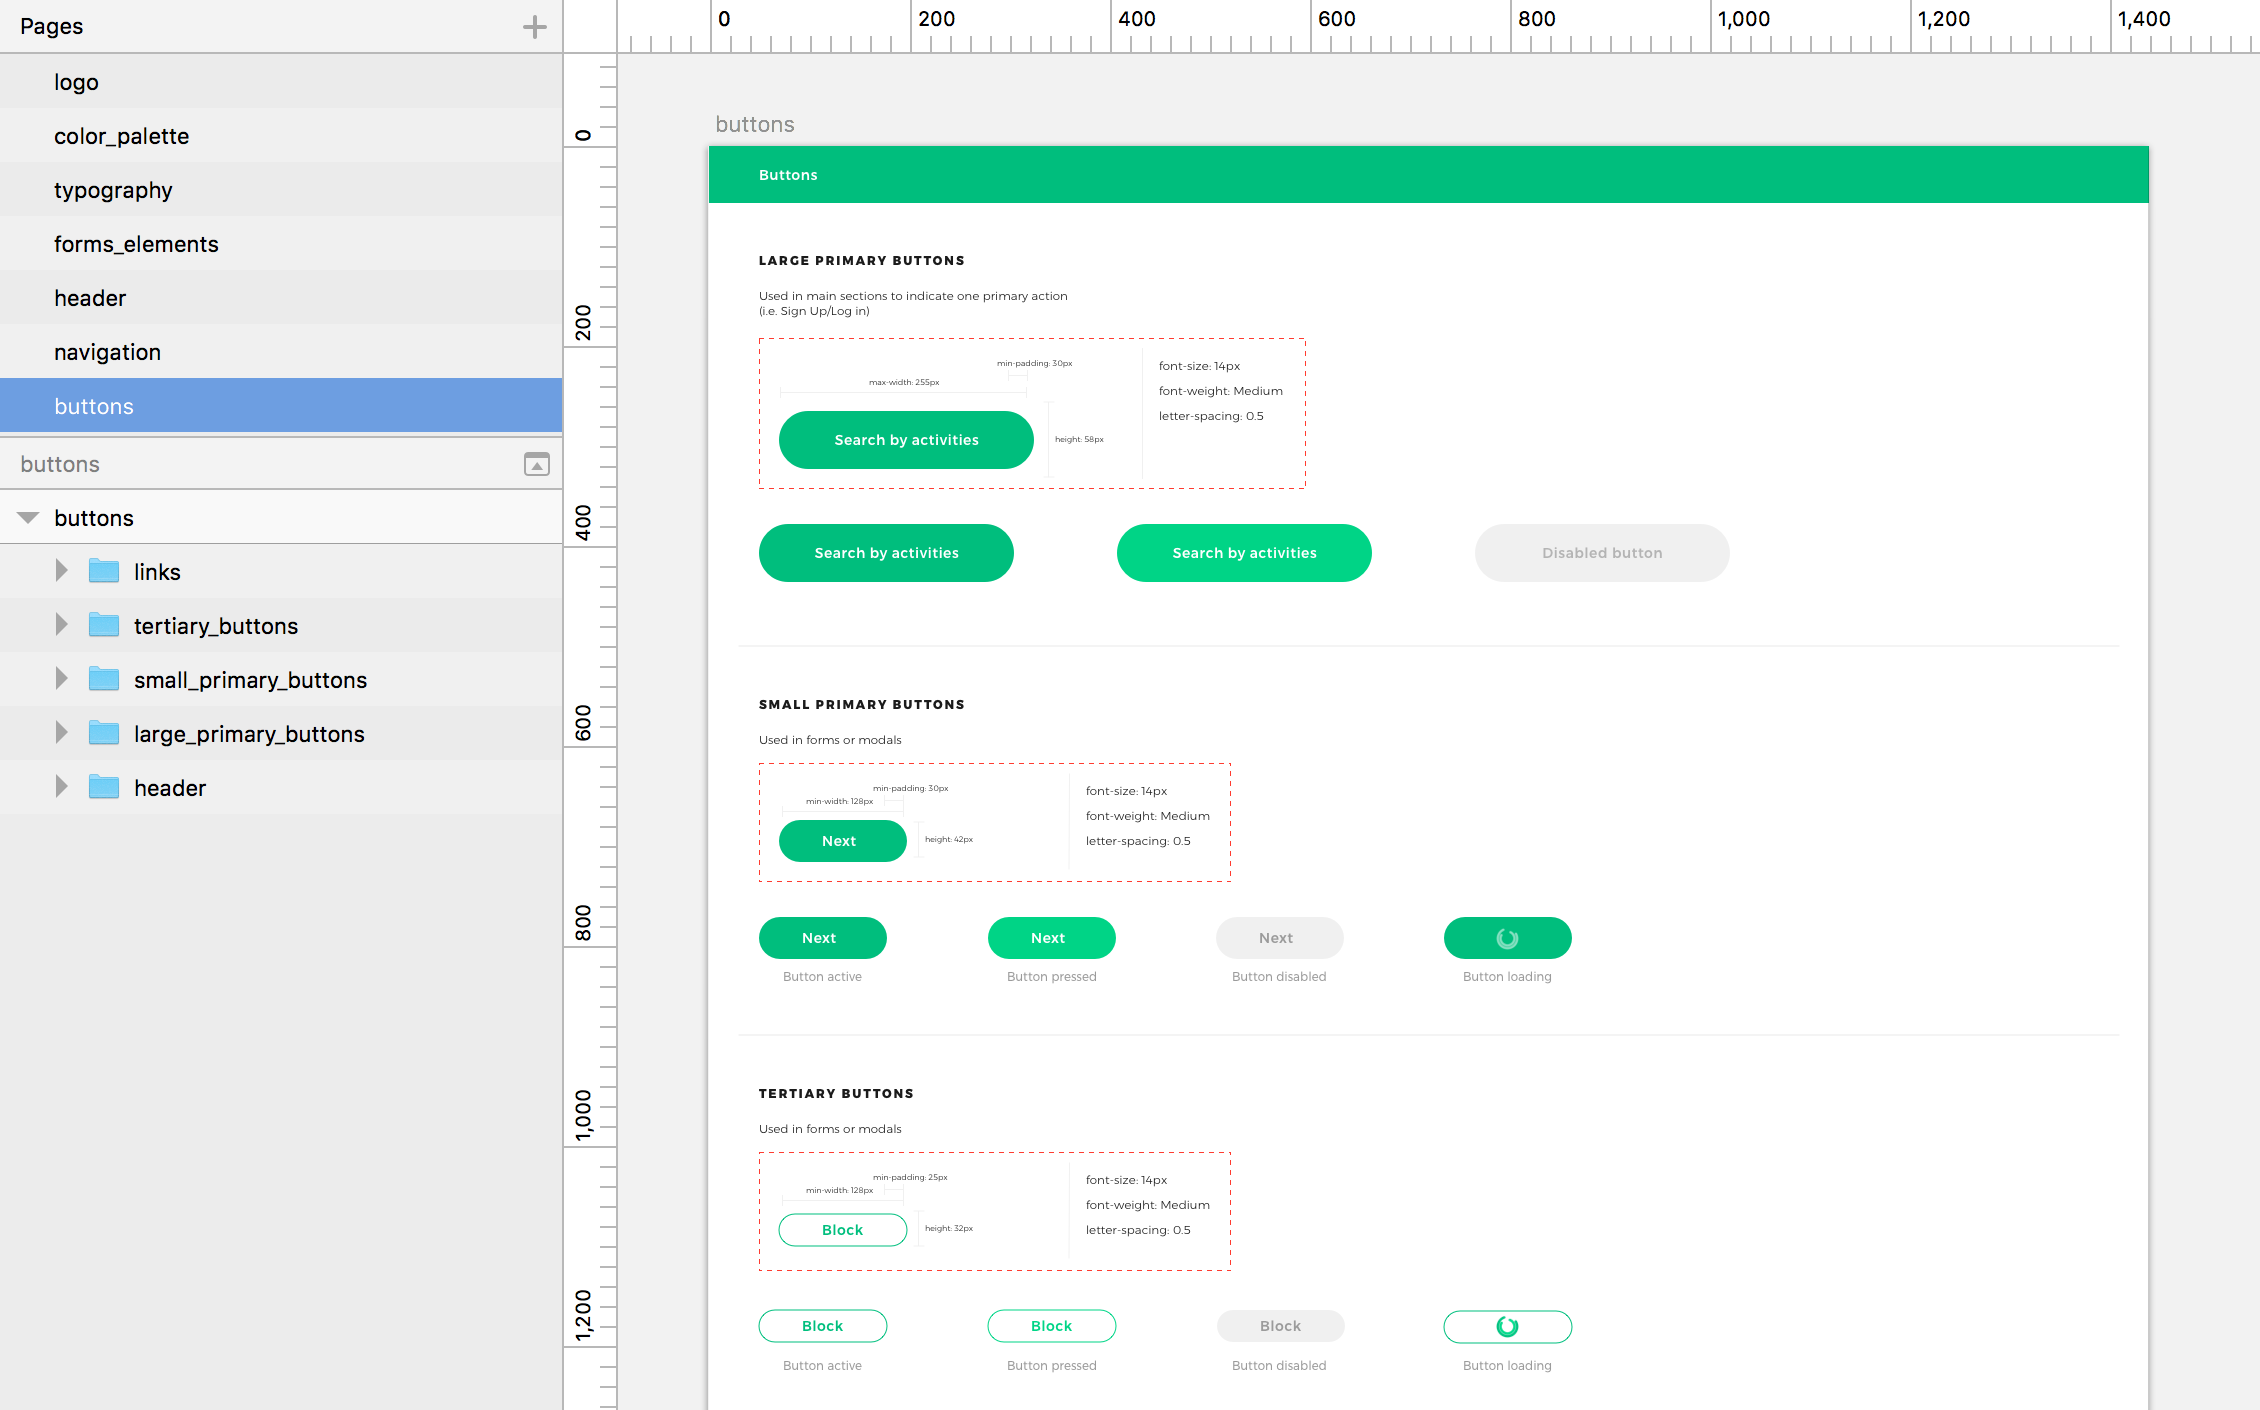 Pages
logo
color_palette
typography
forms_elements
header
navigation
buttons
buttons
buttons
links
tertiary_buttons
small_primary_buttons
large_primary_buttons
header
0 200 400 600 800 1,000 1,200 1,400
0
200
400
600
800
1,000
1,200
buttons
Buttons
LARGE PRIMARY BUTTONS
Used in main sections to indicate one primary action
(i.e. Sign Up/Log in)
min-padding: 30px
max-width: 255px
Search by activities
height: 58px
font-size: 14px
font-weight: Medium
letter-spacing: 0.5
Search by activities
Search by activities
Disabled button
SMALL PRIMARY BUTTONS
Used in forms or modals
min-padding: 30px
min-width: 128px
Next
height: 42px
font-size: 14px
font-weight: Medium
letter-spacing: 0.5
Next
Next
Next
Button active
Button pressed
Button disabled
Button loading
TERTIARY BUTTONS
Used in forms or modals
min-padding: 25px
min-width: 128px
Block
height: 32px
font-size: 14px
font-weight: Medium
letter-spacing: 0.5
Block
Block
Block
Button active
Button pressed
Button disabled
Button loading